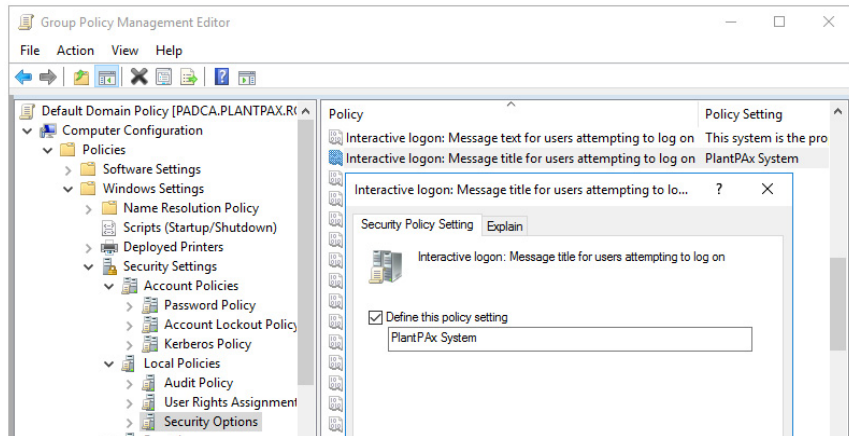 Group Policy Management Editor
File Action View Help
Default Domain Policy [PADCA.PLANTPAX.R
Computer Configuration
Policies
Software Settings
Windows Settings
Name Resolution Policy
Scripts (Startup/Shutdown)
Deployed Printers
Security Settings
Account Policies
Password Policy
Account Lockout Policy
Kerberos Policy
Local Policies
Audit Policy
User Rights Assignment
Security Options
Policy Policy Setting
Interactive logon: Message text for users attempting to log on This system is the pro
Interactive logon: Message title for users attempting to log on PlantPAx System
Interactive logon: Message title for users attempting to lo... ? X
Security Policy Setting Explain
Interactive logon: Message title for users attempting to log on
Define this policy setting
PlantPAx System